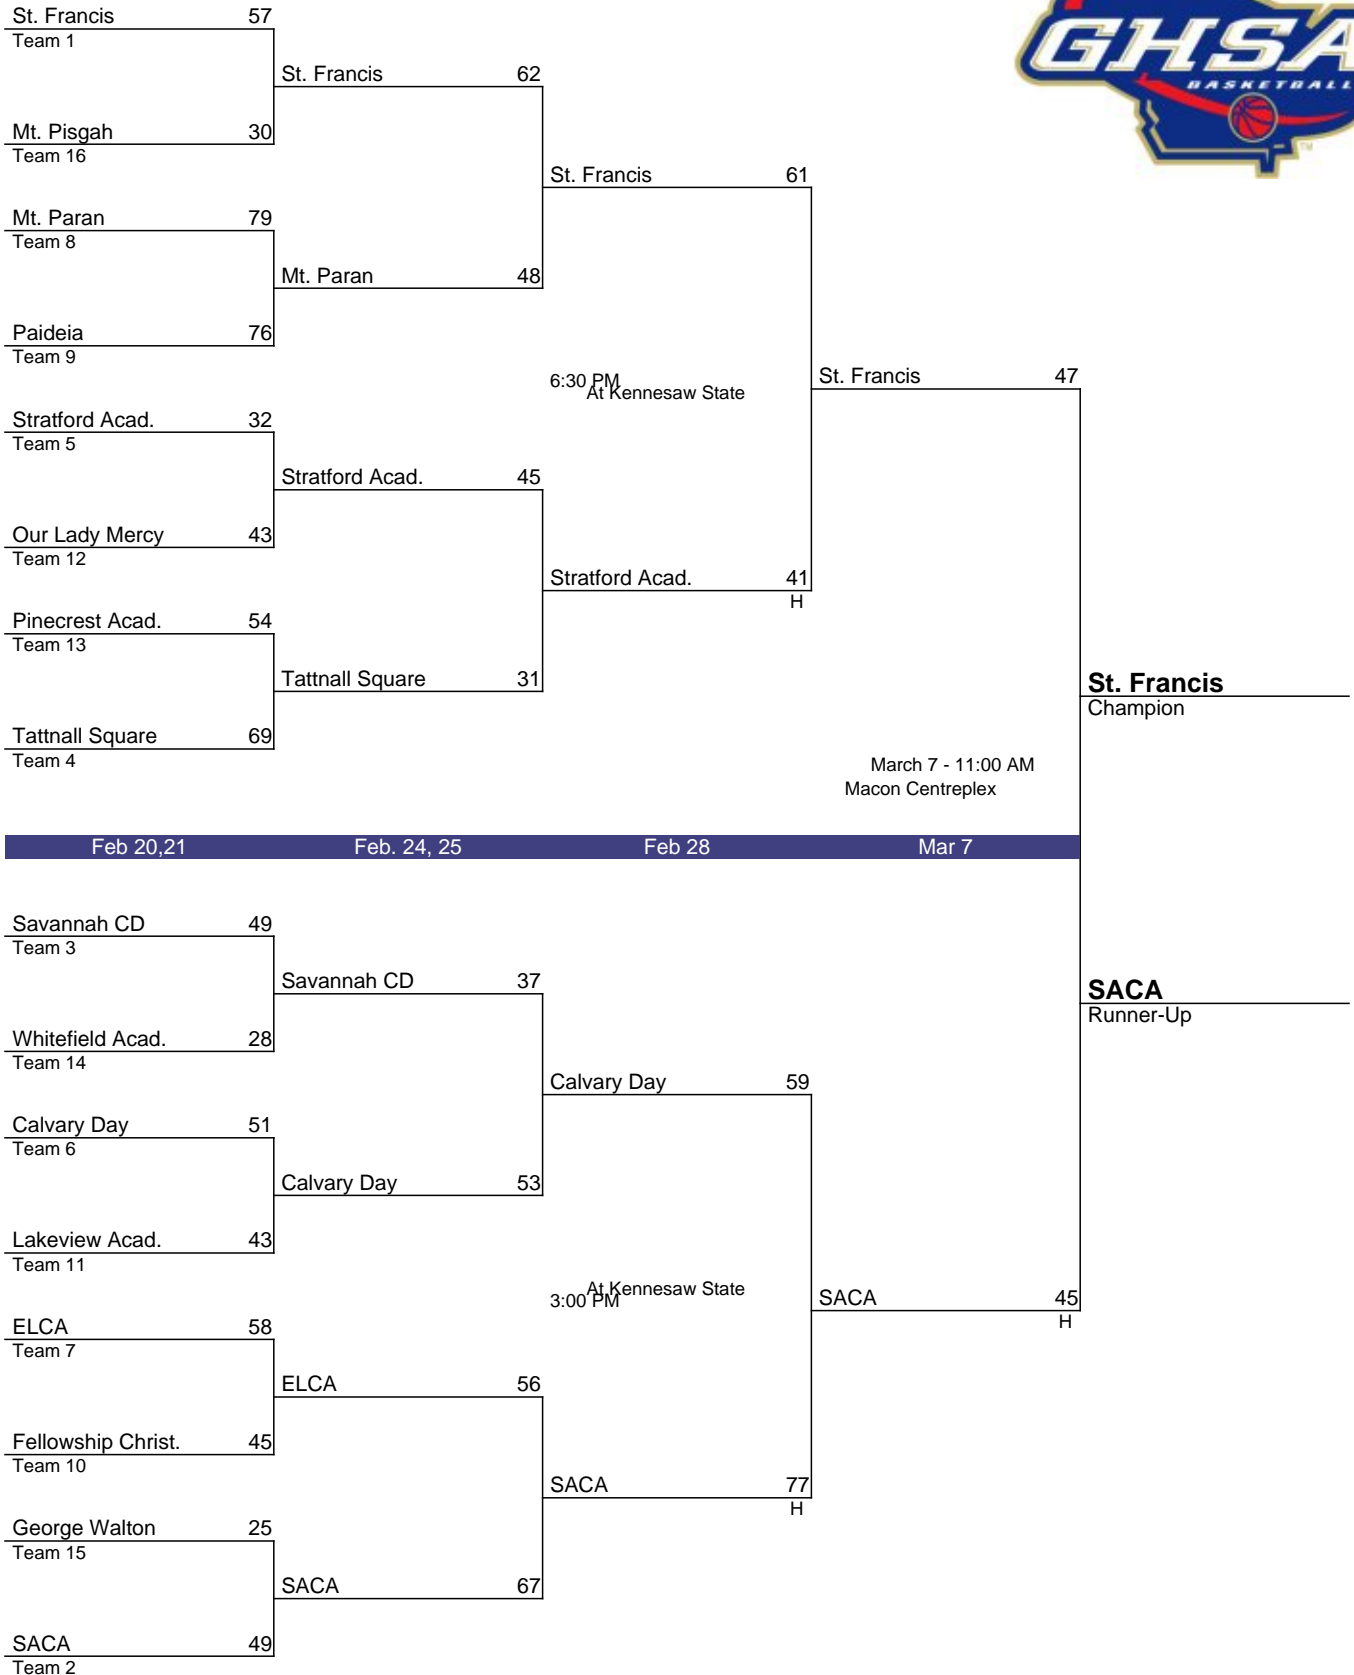 GHSA
BASKETBALL
TM
St. Francis 57
Team 1
St. Francis 62
Mt. Pisgah 30
Team 16
St. Francis 61
Mt. Paran 79
Team 8
Mt. Paran 48
Paideia 76
Team 9
6:30 PM
At Kennesaw State
St. Francis 47
Stratford Acad. 32
Team 5
Stratford Acad. 45
Our Lady Mercy 43
Team 12
Stratford Acad. 41
H
Pinecrest Acad. 54
Team 13
Tattnall Square 31
St. Francis
Champion
Tattnall Square 69
Team 4
March 7 - 11:00 AM
Macon Centreplex
Feb 20,21 Feb. 24, 25 Feb 28 Mar 7
Savannah CD 49
Team 3
Savannah CD 37
SACA
Runner-Up
Whitefield Acad. 28
Team 14
Calvary Day 59
Calvary Day 51
Team 6
Calvary Day 53
Lakeview Acad. 43
Team 11
At Kennesaw State
3:00 PM
SACA 45
H
ELCA 58
Team 7
ELCA 56
Fellowship Christ. 45
Team 10
SACA 77
H
George Walton 25
Team 15
SACA 67
SACA 49
Team 2